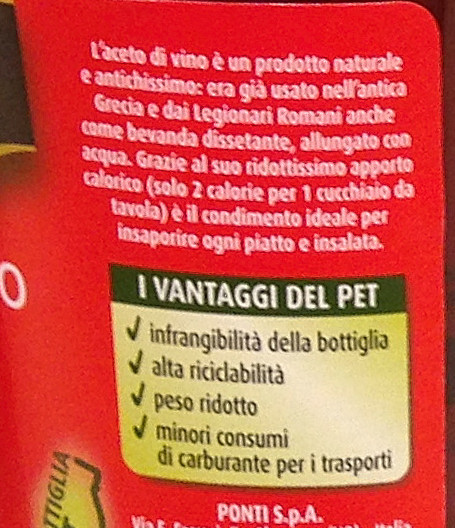 L'aceto di vino è un prodotto naturale
e antichissimo: era già usato nell'antica
Grecia e dai Legionari Romani anche
come bevanda dissetante, allungato con
acqua. Grazie al suo ridottissimo apporto
calorico (solo 2 calorie per 1 cucchiaio da
tavola) è il condimento ideale per
insaporire ogni piatto e insalata.
O
I VANTAGGI DEL PET
✓ infrangibilità della bottiglia
✓ alta riciclabilità
✓ peso ridotto
✓ minori consumi
di carburante per i trasporti
TIGLIA
PONTI S.p.A.
Via E.